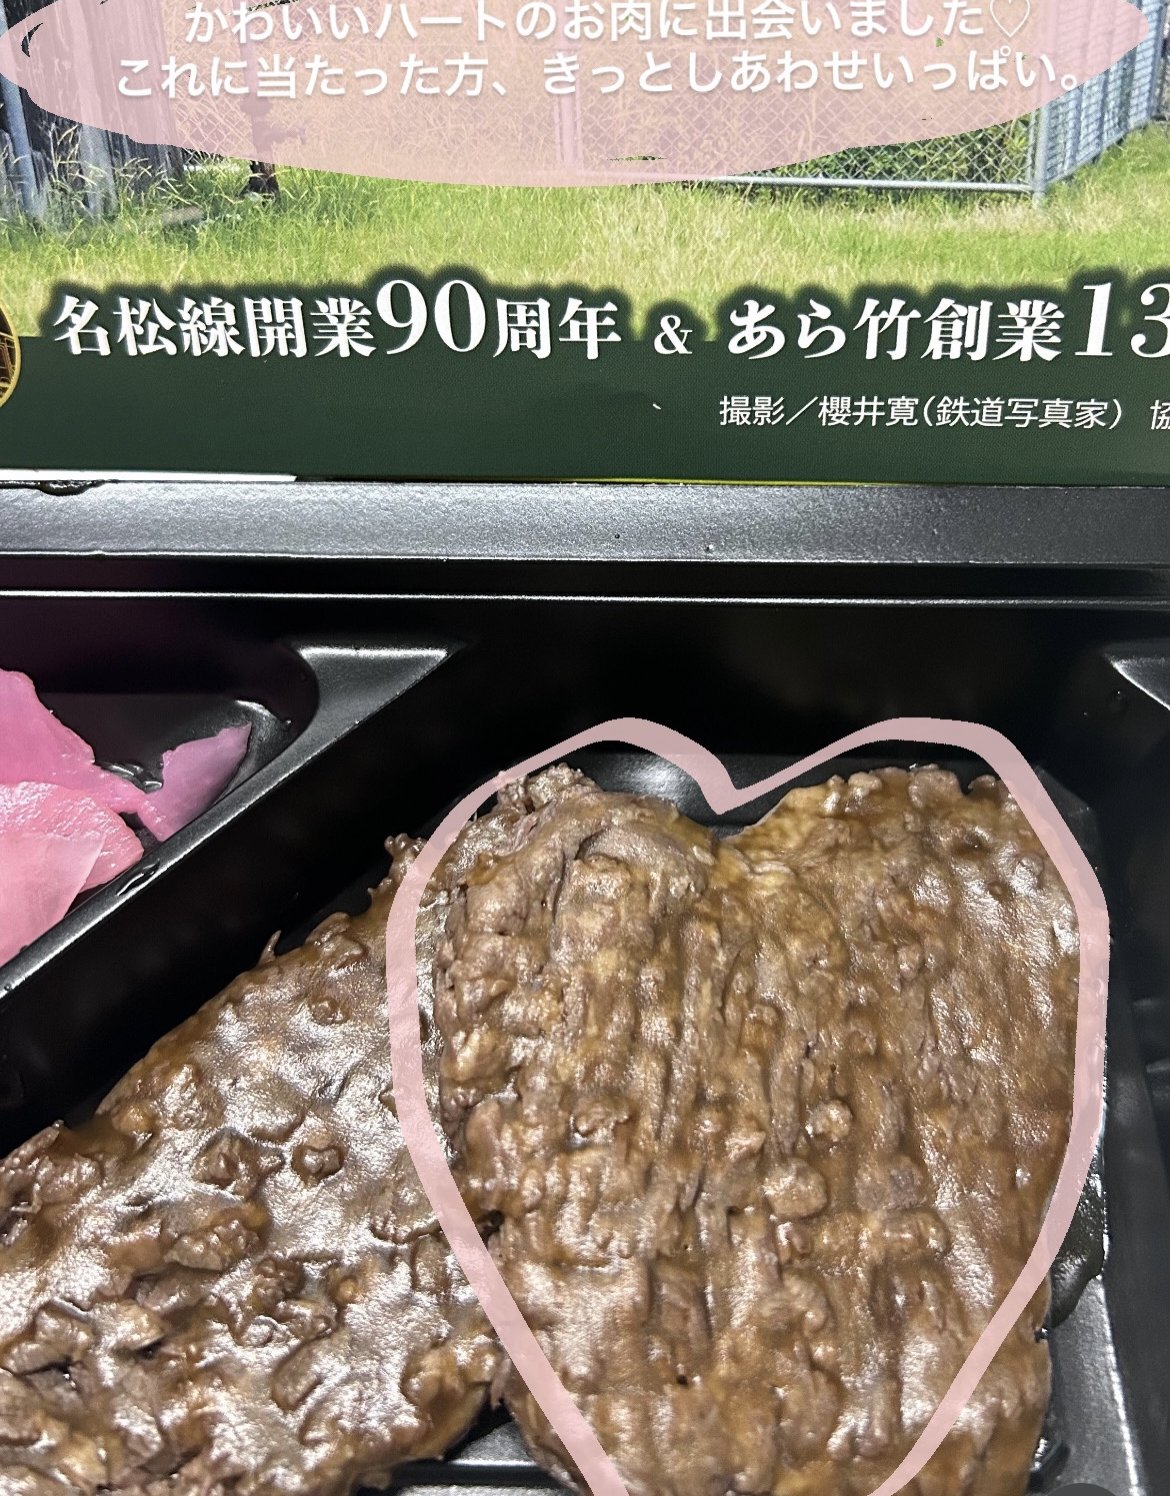 かわいいハートのお肉に出会いました♡
これに当たった方、きっとしあわせいっぱい。
名松線開業90周年 & あら竹創業13
撮影／櫻井寛（鉄道写真家） 協